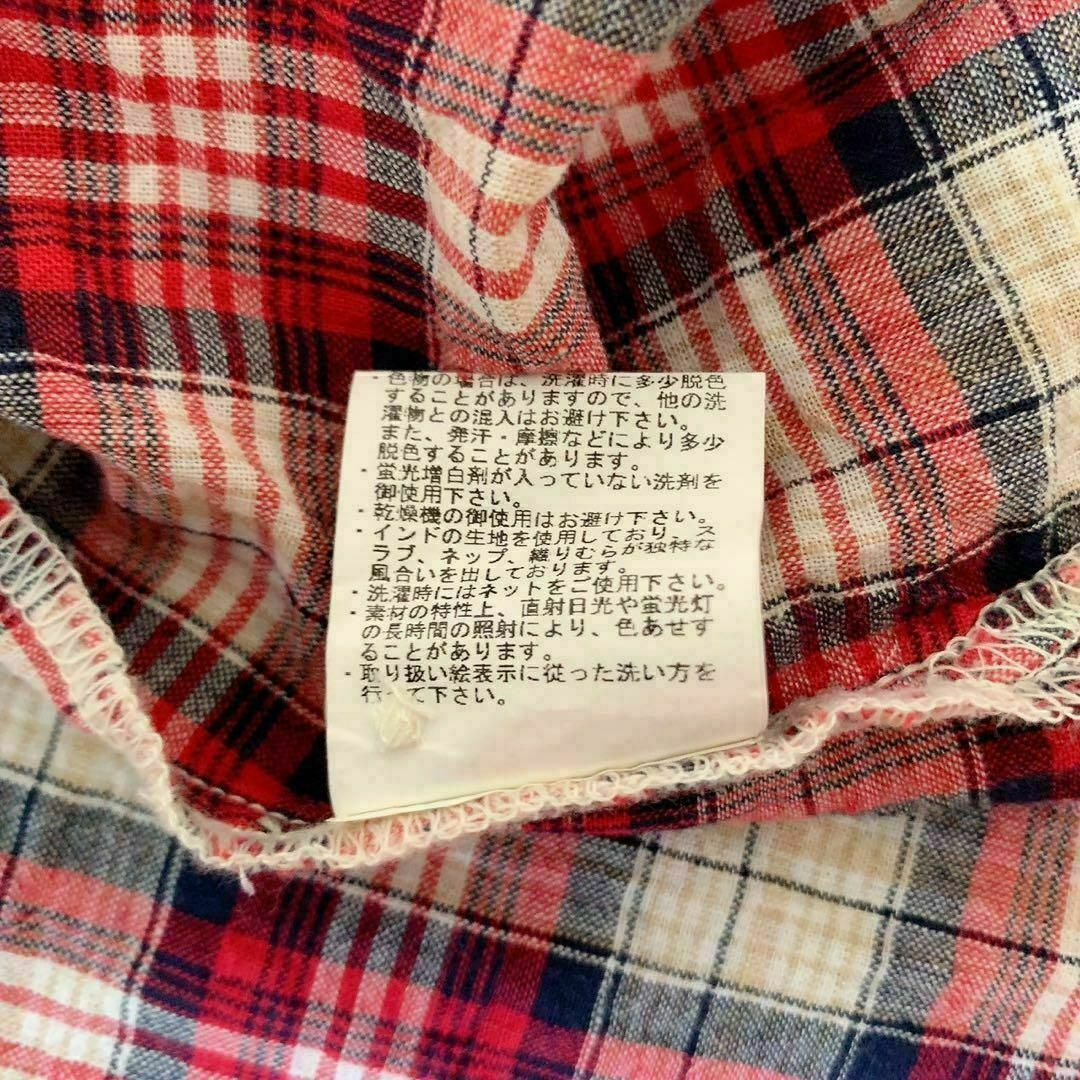 ・色物の場合は、洗濯時に多少脱色
することがありますので、他の洗
濯物との混入はお避け下さい。
また、発汗・摩擦などにより多少
脱色することがあります。
・蛍光増白剤が入っていない洗剤を
御使用下さい。
・乾燥機の御使用はお避け下さい。
・インドの生地を使用しており、ス
ラブ、ネップ、織りむらが独特な
風合いを出しております。
・洗濯時にはネットをご使用下さい。
・素材の特性上、直射日光や蛍光灯
の長時間の照射により、色あせす
ることがあります。
・取り扱い絵表示に従った洗い方を
行って下さい。